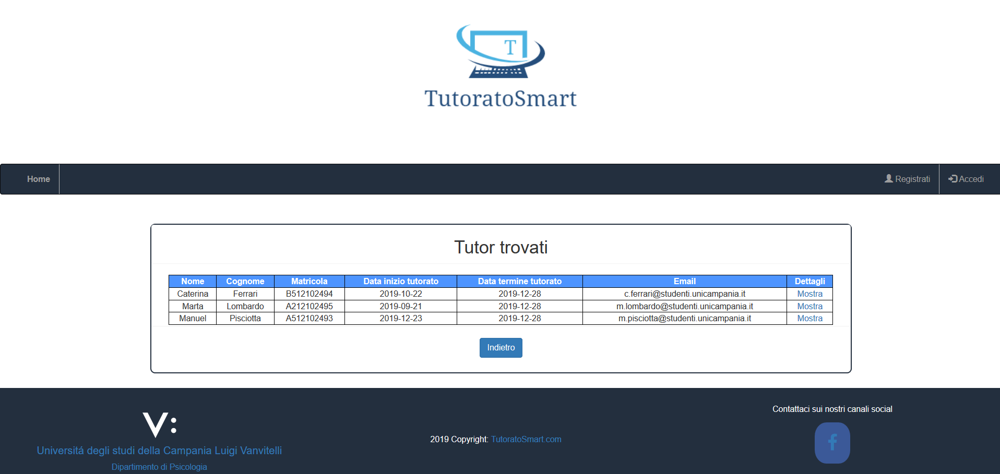 T
TutoratoSmart
Home
Registrati
Accedi
Tutor trovati
Nome Cognome Matricola Data inizio tutorato Data termine tutorato Email Dettagli
Caterina Ferrari B512102494 2019-10-22 2019-12-28 c.ferrari@studenti.unicampania.it Mostra
Marta Lombardo A212102495 2019-09-21 2019-12-28 m.lombardo@studenti.unicampania.it Mostra
Manuel Pisciotta A512102493 2019-12-23 2019-12-28 m.pisciotta@studenti.unicampania.it Mostra
Indietro
V:
Universitá degli studi della Campania Luigi Vanvitelli
Dipartimento di Psicologia
2019 Copyright: TutoratoSmart.com
Contattaci sui nostri canali social
f